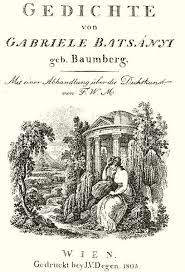 GEDICHTE
von
GABRIELE BATSÁNYI
geb. Baumberg.
Mit einer Abhandlung über die Dichtkunst
von F. W. M.
WIEN.
Gedruckt bey J. V. Degen. 1805